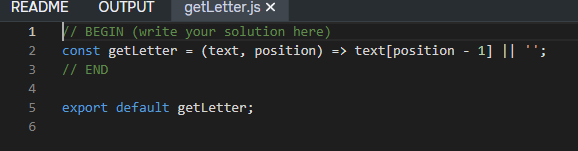 README OUTPUT getLetter.js ×
1 // BEGIN (write your solution here)
2 const getLetter = (text, position) => text[position - 1] || '';
3 // END
4
5 export default getLetter;
6